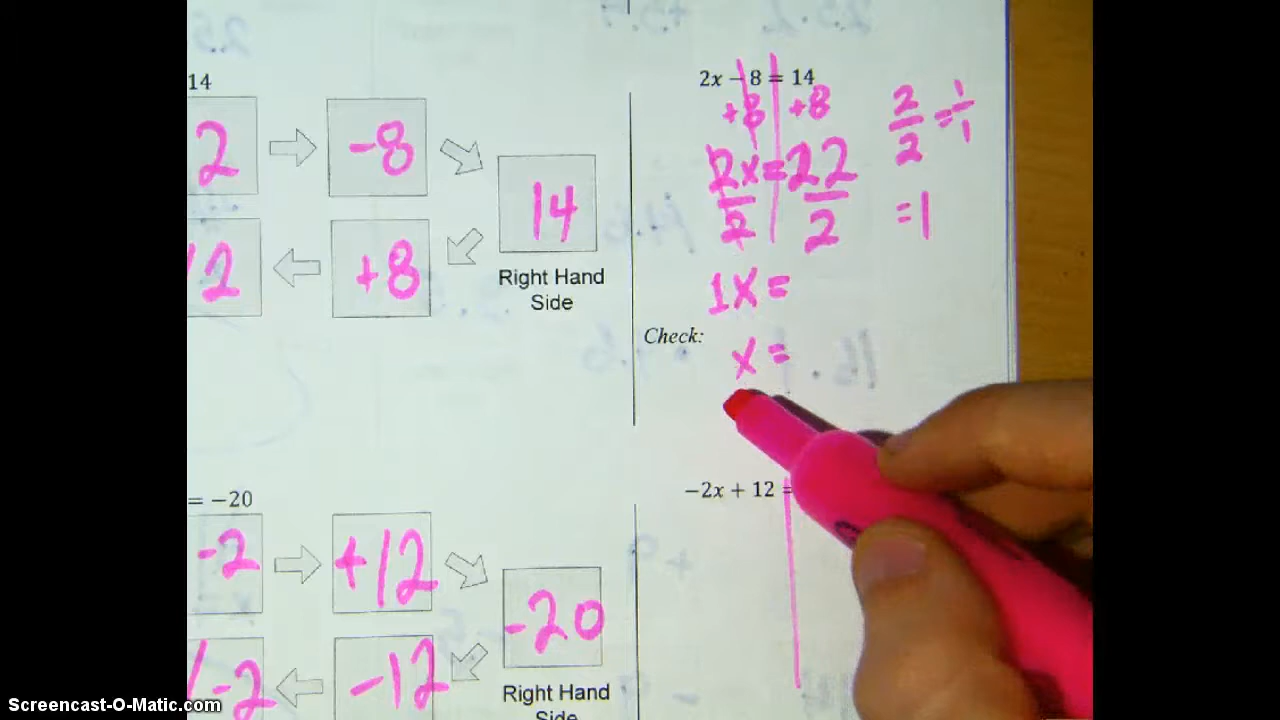 14
2
-8
14
/2
+8
Right Hand
Side
2x − 8 = 14
+8 +8
2x = 22
2 2
1x =
x =
2/2 = 1/1
= 1
Check:
= −20
-2
+12
-20
/-2
-12
Right Hand
Side
−2x + 12 =
Screencast-O-Matic.com